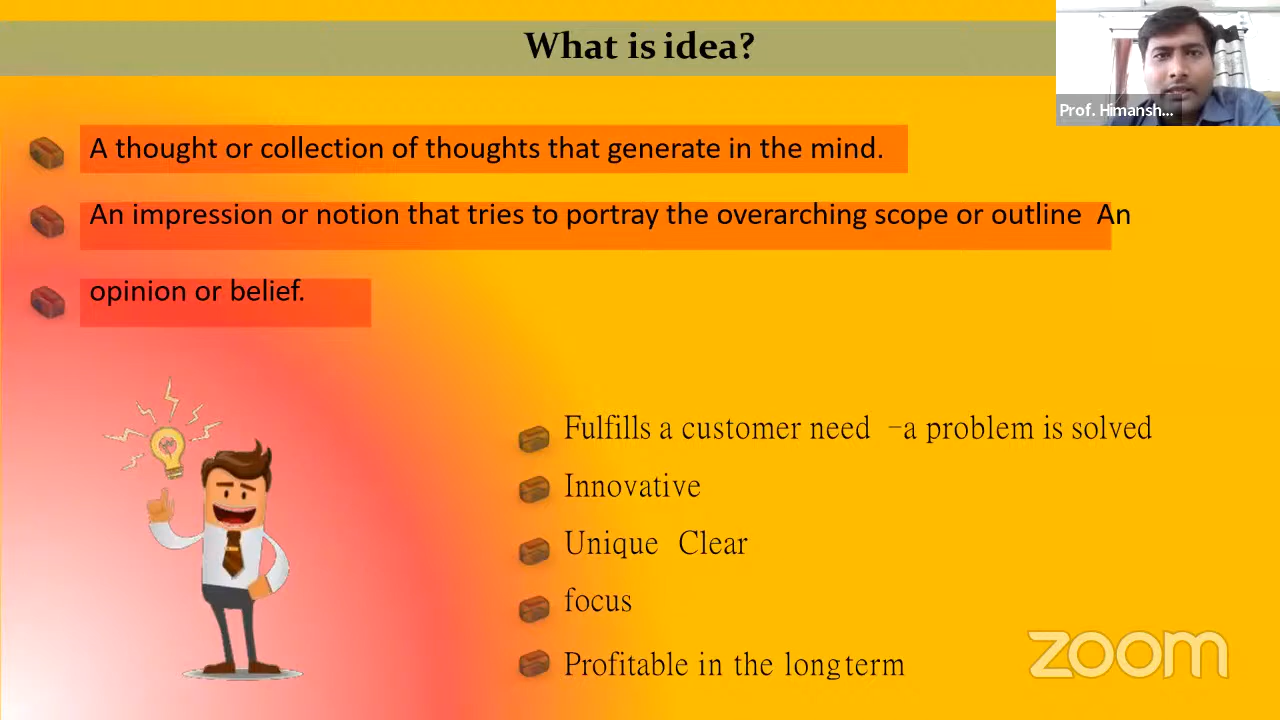 What is idea?
Prof. Himansh...
A thought or collection of thoughts that generate in the mind.
An impression or notion that tries to portray the overarching scope or outline An
opinion or belief.
Fulfills a customer need -a problem is solved
Innovative
Unique Clear
focus
Profitable in the longterm
zoom